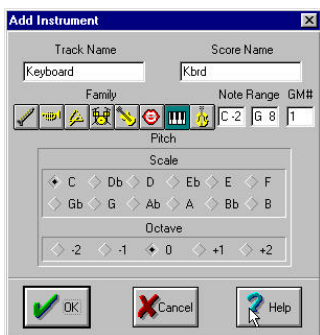 Add Instrument
Track Name Score Name
Keyboard Kbrd
Family Note Range GM#
C -2 G 8 1
Pitch
Scale
C Db D Eb E F
Gb G Ab A Bb B
Octave
-2 -1 0 +1 +2
OK Cancel Help